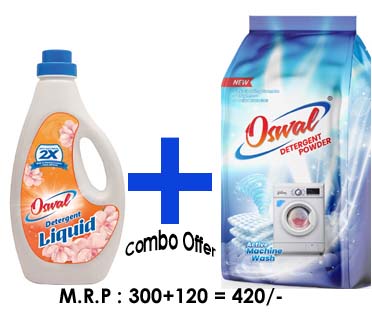 2X
Oswal
Detergent
Liquid
Combo Offer
NEW
Oswal®
DETERGENT
POWDER
Active
Machine
Wash
M.R.P : 300+120 = 420/-